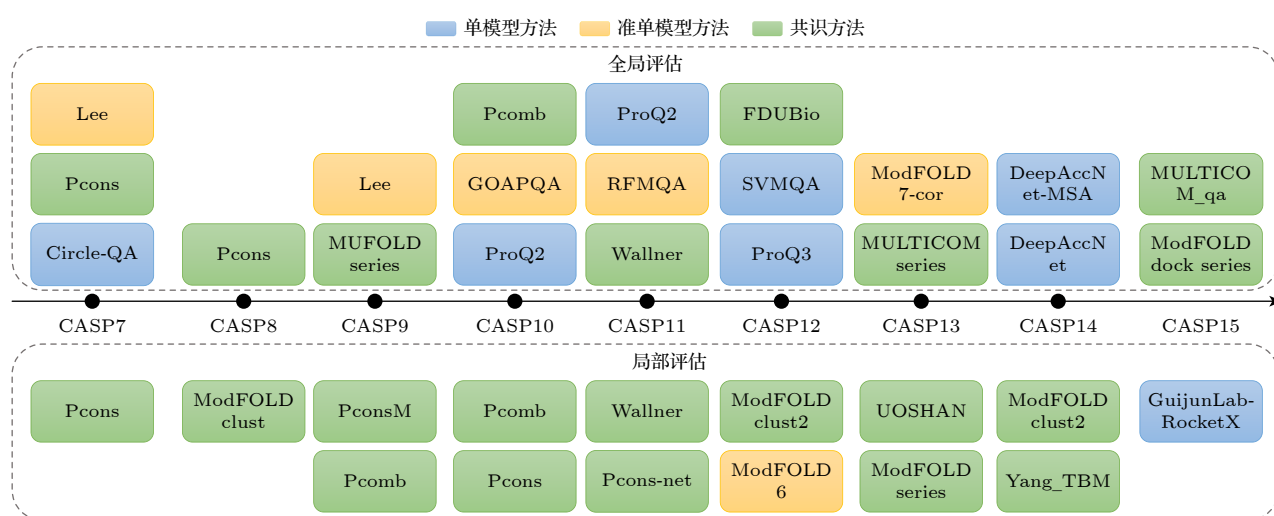 单模型方法 准单模型方法 共识方法
全局评估
Lee Pcomb ProQ2 FDUBio
Pcons Lee GOAPQA RFMQA SVMQA ModFOLD
7-cor DeepAccN
et-MSA MULTICO
M_qa
Circle-QA Pcons MUFOLD
series ProQ2 Wallner ProQ3 MULTICOM
series DeepAccN
et ModFOLD
dock series
CASP7 CASP8 CASP9 CASP10 CASP11 CASP12 CASP13 CASP14 CASP15
局部评估
Pcons ModFOLD
clust PconsM Pcomb Wallner ModFOLD
clust2 UOSHAN ModFOLD
clust2 GuijunLab-
RocketX
Pcomb Pcons Pcons-net ModFOLD
6 ModFOLD
series Yang_TBM